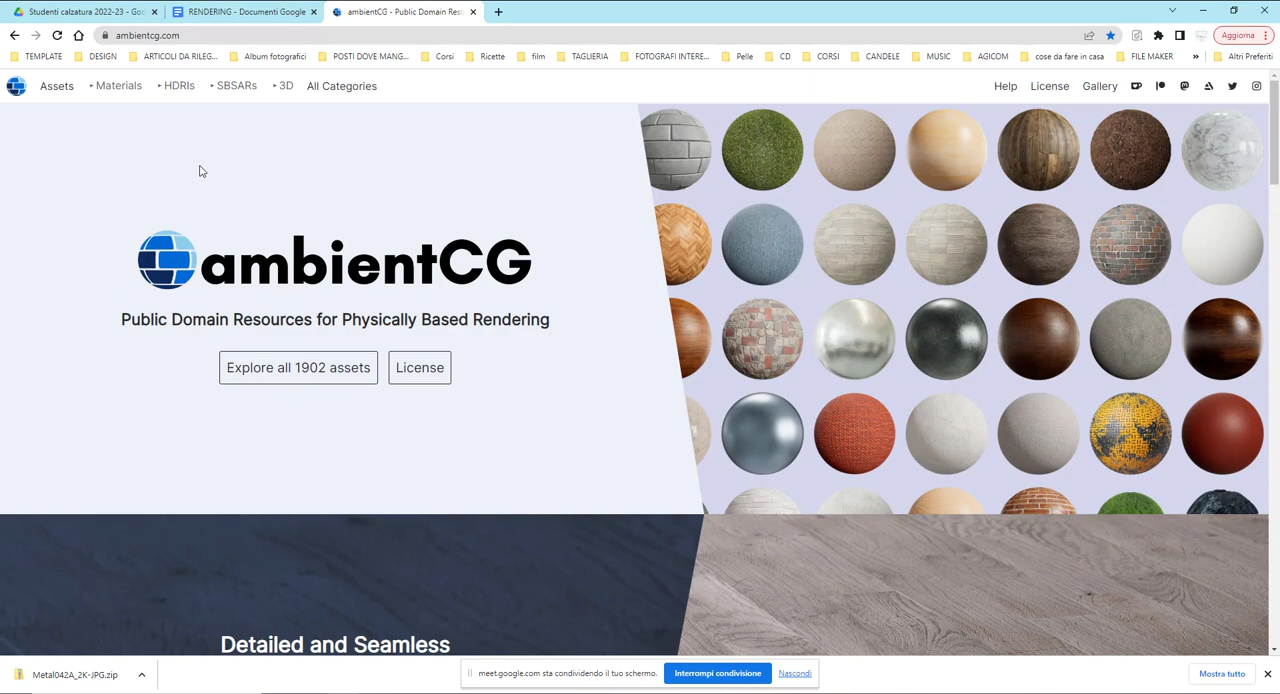 Studenti calzatura 2022-23 - Goo
RENDERING - Documenti Google
ambientCG - Public Domain Reso
ambientcg.com
Aggiorna
TEMPLATE
DESIGN
ARTICOLI DA RILEG...
Album fotografici
POSTI DOVE MANG...
Corsi
Ricette
film
TAGLIERIA
FOTOGRAFI INTERE...
Pelle
CD
CORSI
CANDELE
MUSIC
AGICOM
cose da fare in casa
FILE MAKER
»
Altri Preferiti
Assets
Materials
HDRIs
SBSARs
3D
All Categories
Help
License
Gallery
ambientCG
Public Domain Resources for Physically Based Rendering
Explore all 1902 assets
License
Detailed and Seamless
Metal042A_2K-JPG.zip
meet.google.com sta condividendo il tuo schermo.
Interrompi condivisione
Nascondi
Mostra tutto